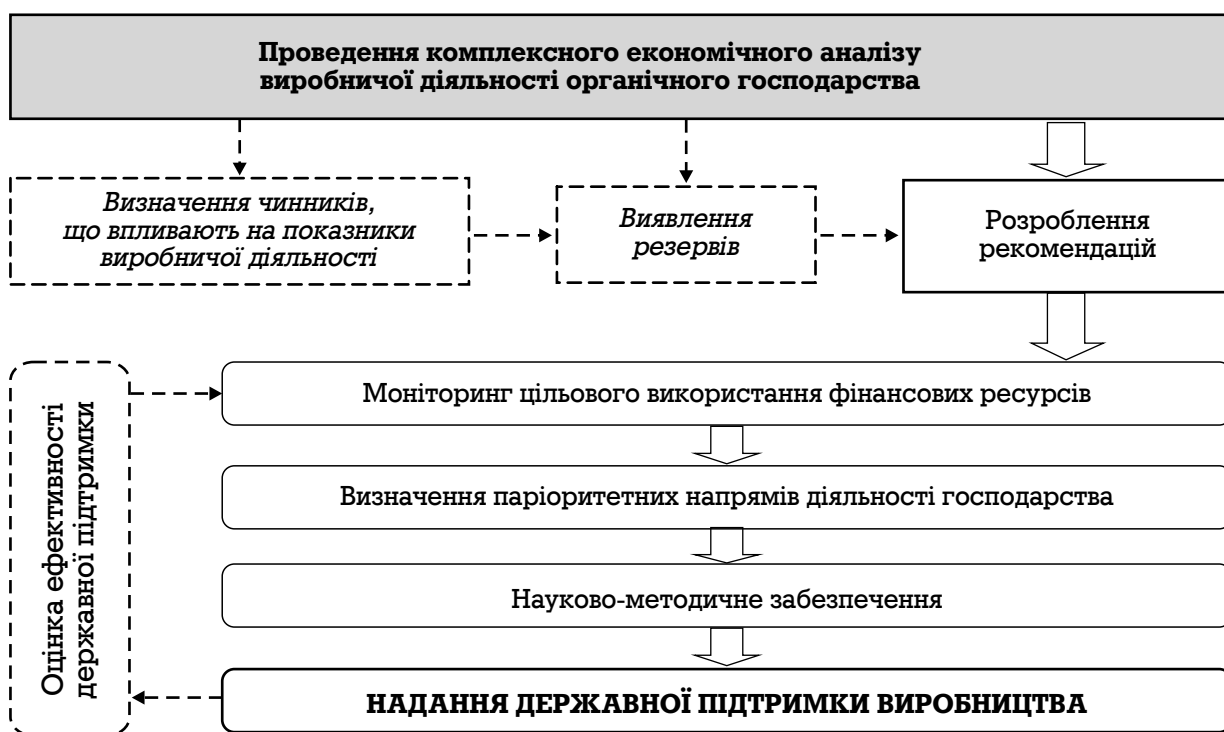 Проведення комплексного економічного аналізу
виробничої діяльності органічного господарства
Визначення чинників,
що впливають на показники
виробничої діяльності
Виявлення
резервів
Розроблення
рекомендацій
Оцінка ефективності
державної підтримки
Моніторинг цільового використання фінансових ресурсів
Визначення паріоритетних напрямів діяльності господарства
Науково-методичне забезпечення
НАДАННЯ ДЕРЖАВНОЇ ПІДТРИМКИ ВИРОБНИЦТВА